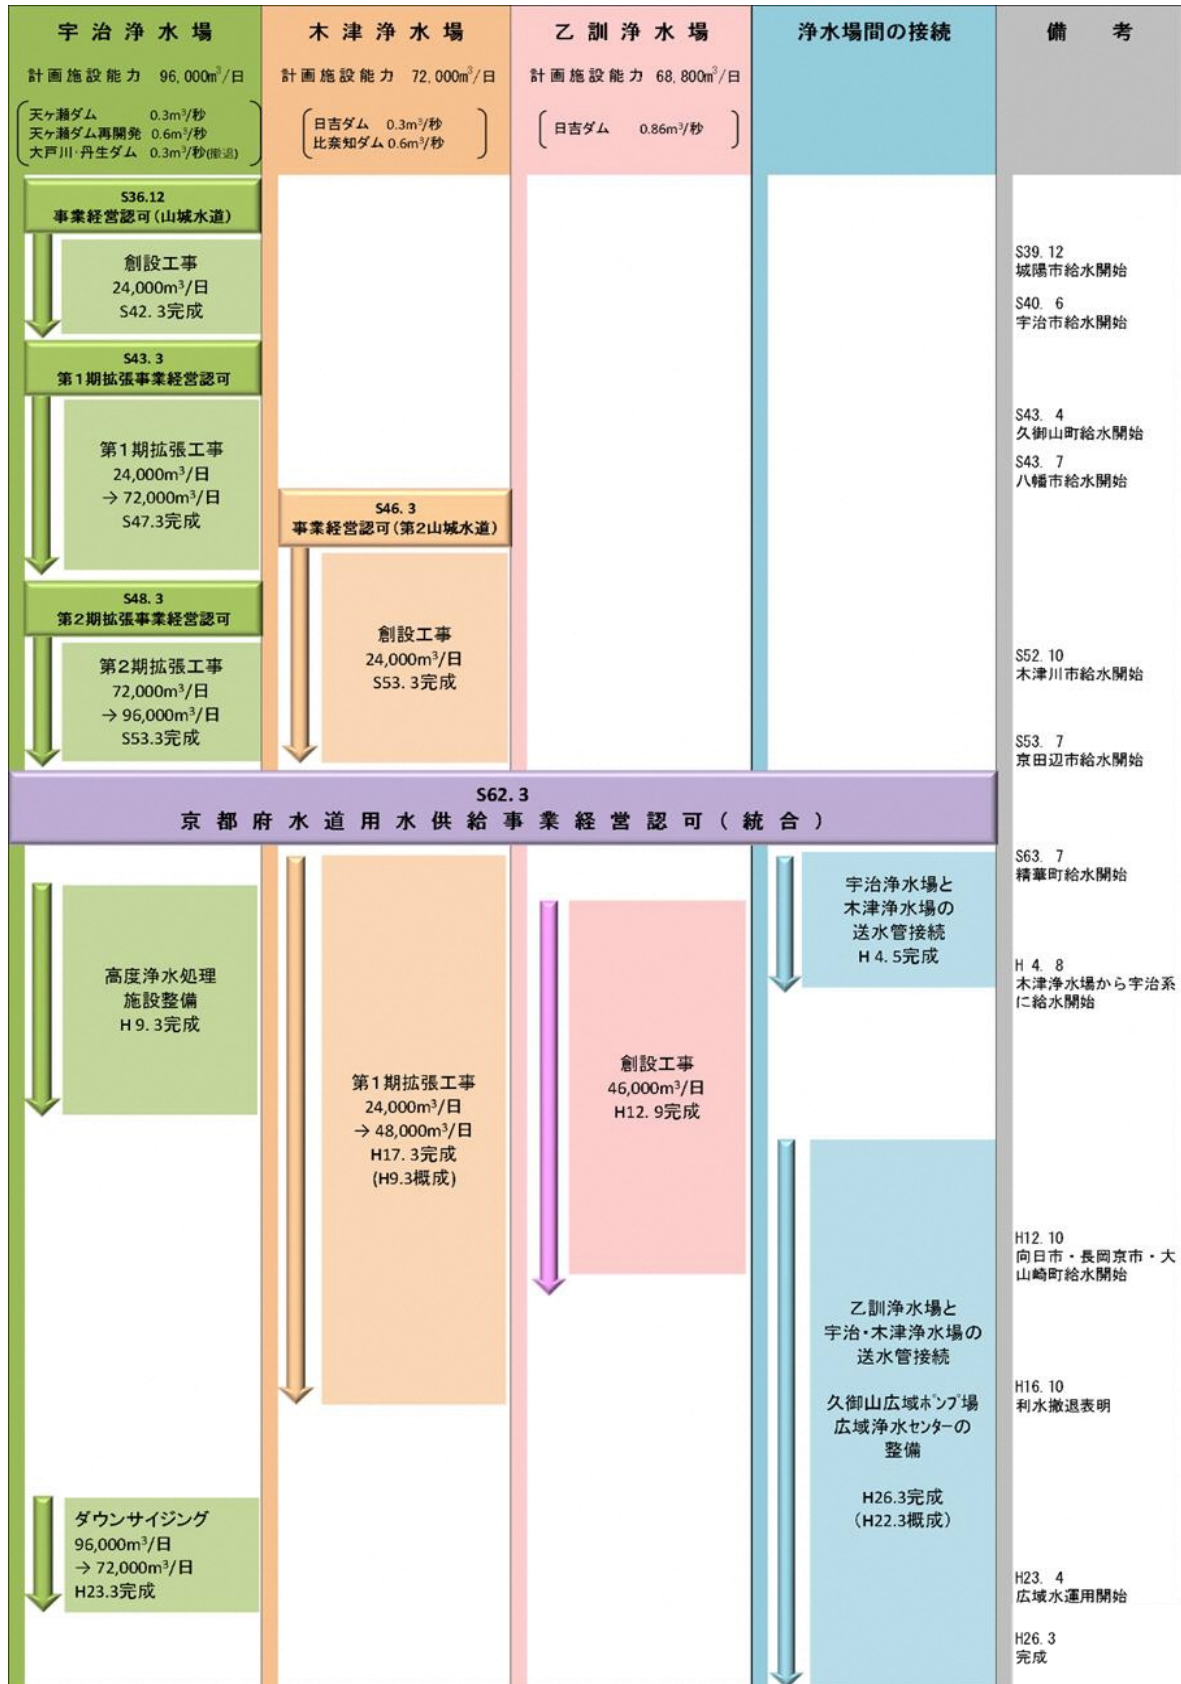 宇治浄水場
計画施設能力 96,000m³/日
天ヶ瀬ダム 0.3m³/秒
天ヶ瀬ダム再開発 0.6m³/秒
大戸川・丹生ダム 0.3m³/秒(撤退)
木津浄水場
計画施設能力 72,000m³/日
日吉ダム 0.3m³/秒
比奈知ダム 0.6m³/秒
乙訓浄水場
計画施設能力 68,800m³/日
日吉ダム 0.86m³/秒
浄水場間の接続
備考
S36.12
事業経営認可(山城水道)
創設工事
24,000m³/日
S42.3完成
S43.3
第1期拡張事業経営認可
第1期拡張工事
24,000m³/日
→ 72,000m³/日
S47.3完成
S48.3
第2期拡張事業経営認可
第2期拡張工事
72,000m³/日
→ 96,000m³/日
S53.3完成
S46.3
事業経営認可(第2山城水道)
創設工事
24,000m³/日
S53.3完成
S39.12
城陽市給水開始
S40. 6
宇治市給水開始
S43. 4
久御山町給水開始
S43. 7
八幡市給水開始
S52.10
木津川市給水開始
S53. 7
京田辺市給水開始
S62.3
京都府水道用水供給事業経営認可(統合)
高度浄水処理
施設整備
H9.3完成
ダウンサイジング
96,000m³/日
→ 72,000m³/日
H23.3完成
第1期拡張工事
24,000m³/日
→ 48,000m³/日
H17.3完成
(H9.3概成)
創設工事
46,000m³/日
H12.9完成
宇治浄水場と
木津浄水場の
送水管接続
H 4.5完成
乙訓浄水場と
宇治・木津浄水場の
送水管接続
久御山広域ポンプ場
広域浄水センターの
整備
H26.3完成
(H22.3概成)
S63. 7
精華町給水開始
H 4. 8
木津浄水場から宇治系
に給水開始
H12.10
向日市・長岡京市・大
山崎町給水開始
H16.10
利水撤退表明
H23. 4
広域水運用開始
H26.3
完成